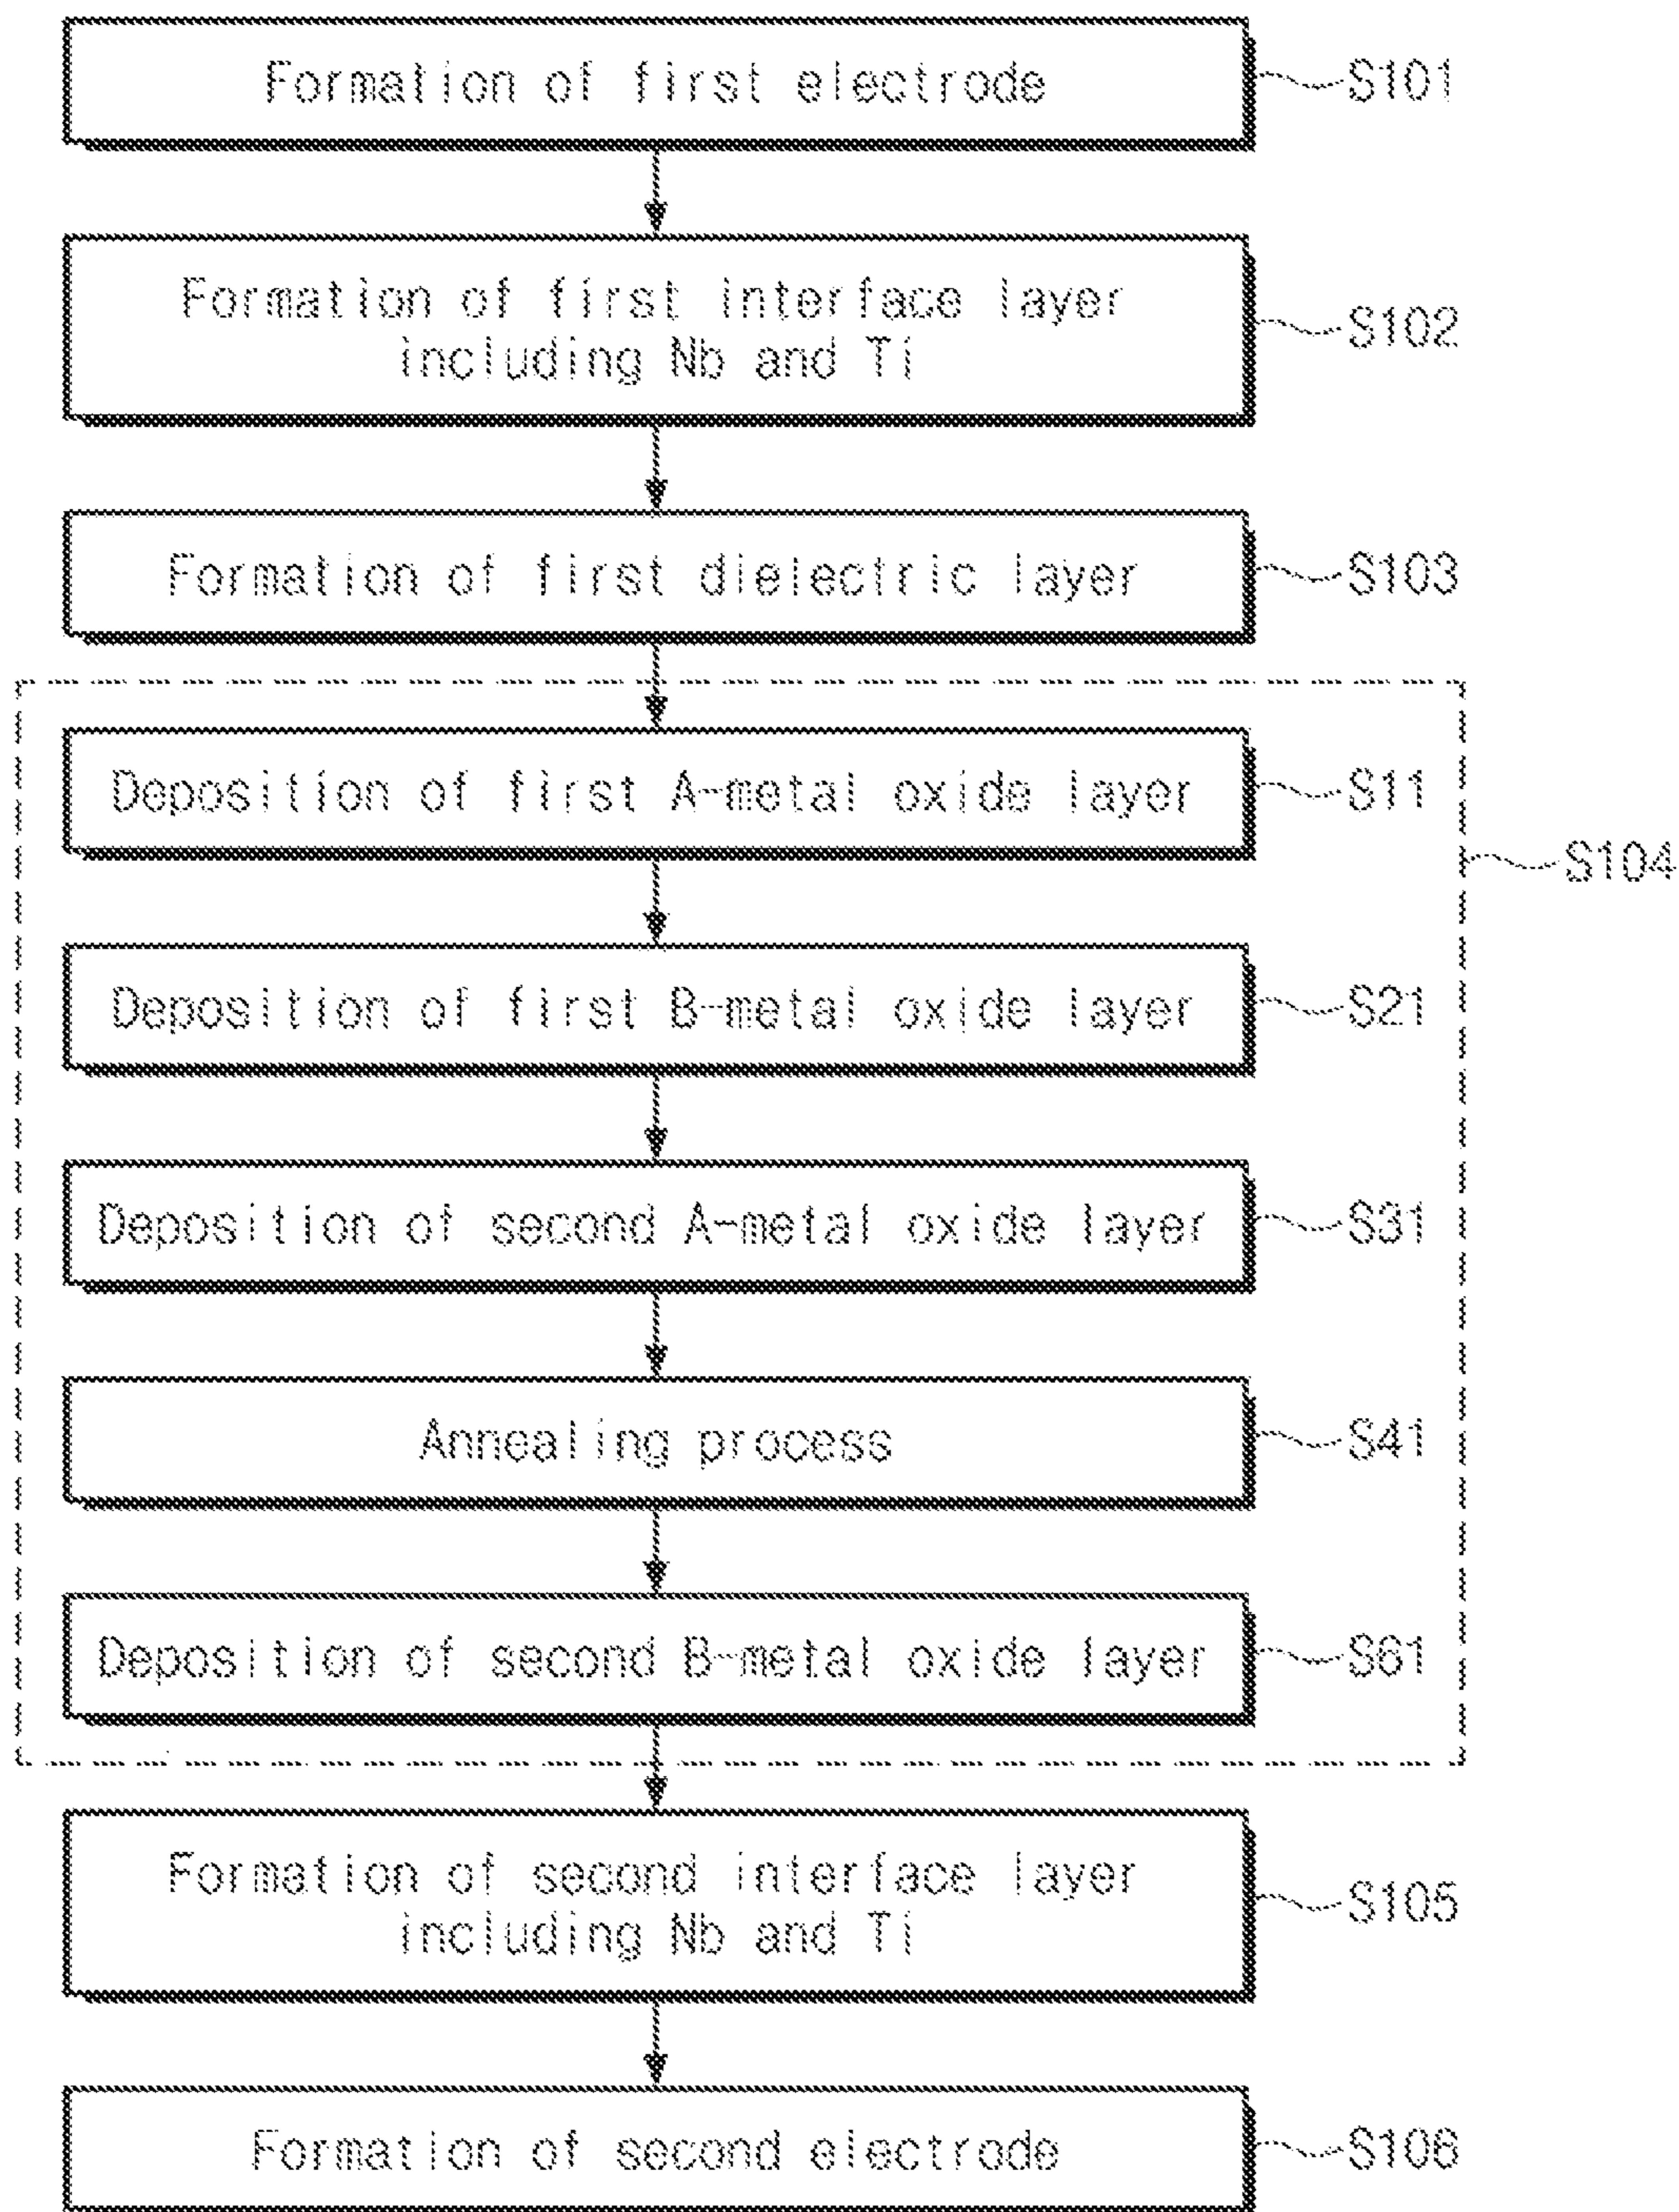 Formation of first electrode
S101
Formation of first interface layer
including Nb and Ti
S102
Formation of first dielectric layer
S103
Deposition of first A-metal oxide layer
S11
S104
Deposition of first B-metal oxide layer
S21
Deposition of second A-metal oxide layer
S31
Annealing process
S41
Deposition of second B-metal oxide layer
S61
Formation of second interface layer
including Nb and Ti
S105
Formation of second electrode
S106